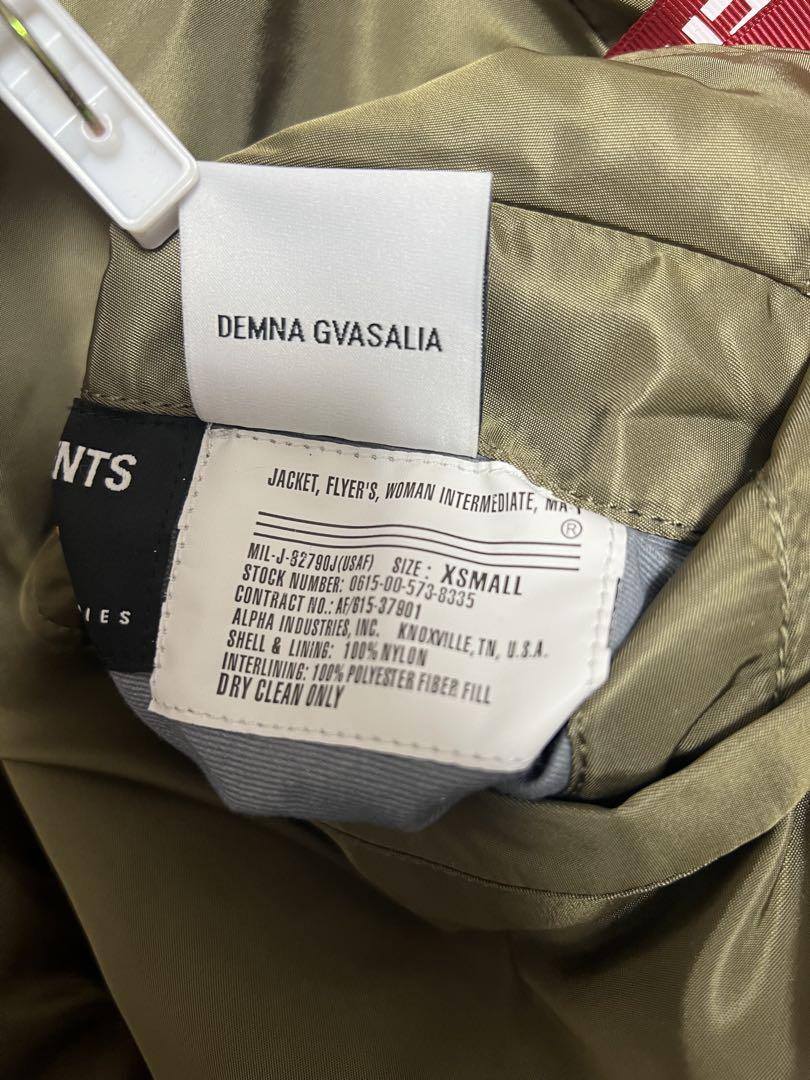 DEMNA GVASALIA
NTS
IES
JACKET, FLYER'S, WOMAN INTERMEDIATE, MA-1
®
MIL-J-82790J(USAF) SIZE: XSMALL
STOCK NUMBER: 0615-00-573-8335
CONTRACT NO.: AF/615-37901
ALPHA INDUSTRIES, INC. KNOXVILLE, TN, U.S.A.
SHELL & LINING: 100% NYLON
INTERLINING: 100% POLYESTER FIBER FILL
DRY CLEAN ONLY